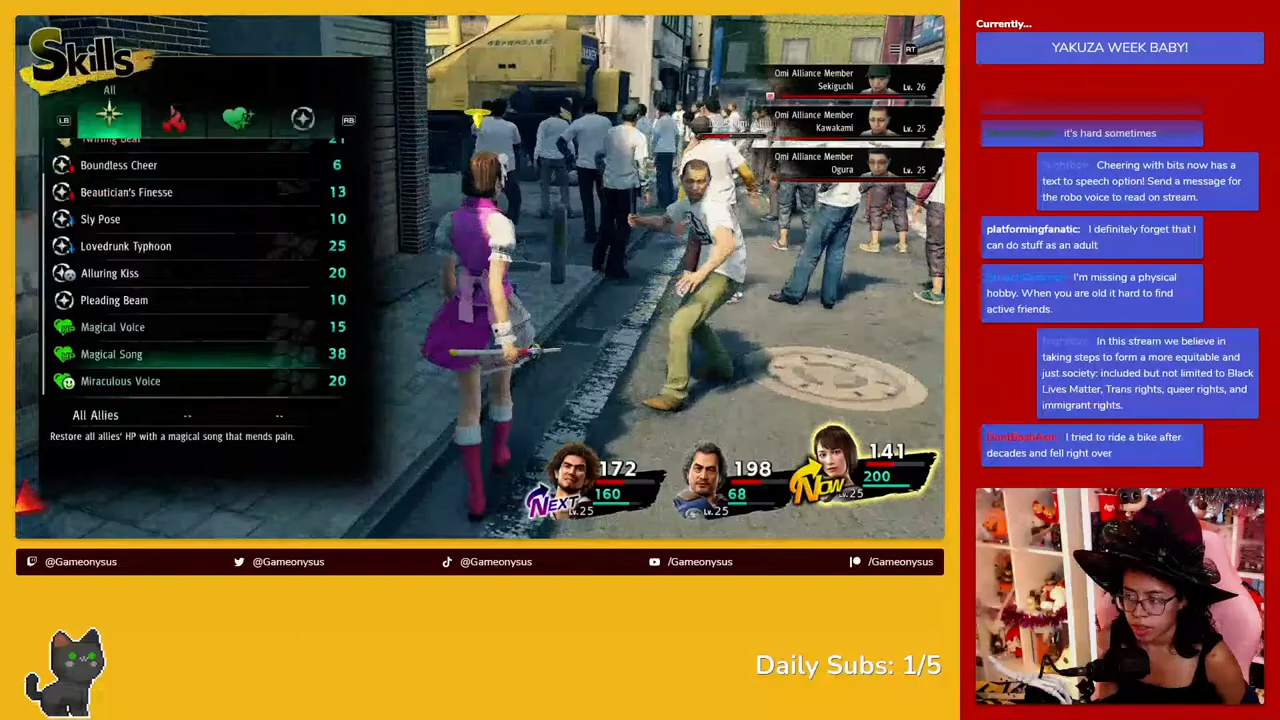 Skills
All
LB
RB
Boundless Cheer 6
Beautician's Finesse 13
Sly Pose 10
Lovedrunk Typhoon 25
Alluring Kiss 20
Pleading Beam 10
Magical Voice 15
Magical Song 38
Miraculous Voice 20
All Allies -- --
Restore all allies' HP with a magical song that mends pain.
RT
Omi Alliance Member
Sekiguchi Lv. 26
Omi Alliance Member
Kawakami Lv. 25
Omi Alliance Member
Ogura Lv. 25
NEXT
172
160
Lv.25
198
68
Lv.25
NOW
141
200
Lv.25
@Gameonysus
@Gameonysus
@Gameonysus
/Gameonysus
/Gameonysus
Daily Subs: 1/5
Currently...
YAKUZA WEEK BABY!
it's hard sometimes
Cheering with bits now has a
text to speech option! Send a message for
the robo voice to read on stream.
platformingfanatic: I definitely forget that I
can do stuff as an adult
I'm missing a physical
hobby. When you are old it hard to find
active friends.
In this stream we believe in
taking steps to form a more equitable and
just society: included but not limited to Black
Lives Matter, Trans rights, queer rights, and
immigrant rights.
I tried to ride a bike after
decades and fell right over